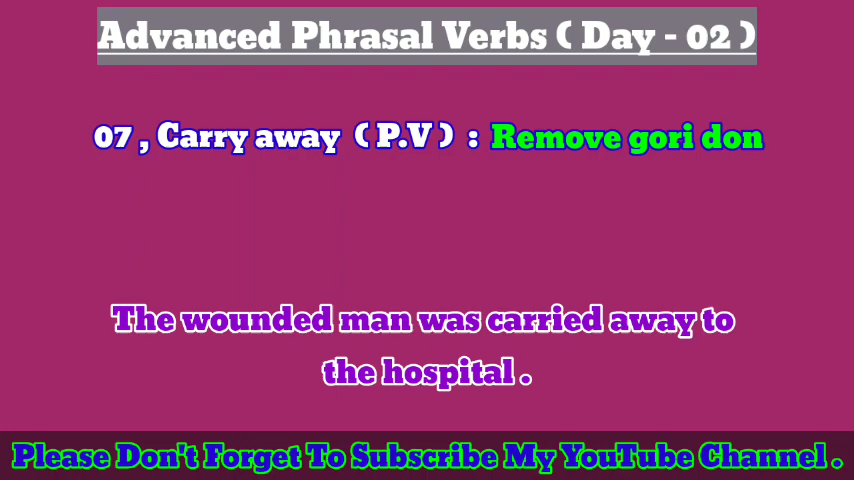 Advanced Phrasal Verbs ( Day - 02 )
07 , Carry away ( P.V ) : Remove gori don
The wounded man was carried away to
the hospital .
Please Don't Forget To Subscribe My YouTube Channel .